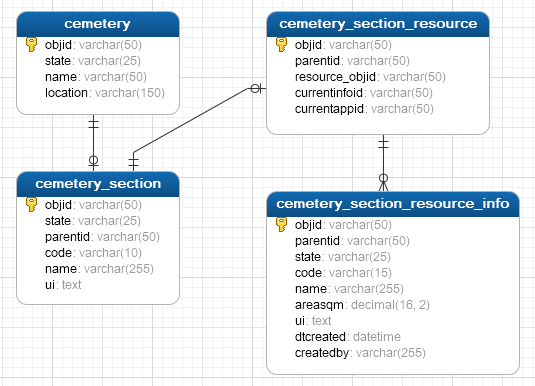 cemetery
objid: varchar(50)
state: varchar(25)
name: varchar(50)
location: varchar(150)
cemetery_section_resource
objid: varchar(50)
parentid: varchar(50)
resource_objid: varchar(50)
currentinfoid: varchar(50)
currentappid: varchar(50)
cemetery_section
objid: varchar(50)
state: varchar(25)
parentid: varchar(50)
code: varchar(10)
name: varchar(255)
ui: text
cemetery_section_resource_info
objid: varchar(50)
parentid: varchar(50)
state: varchar(25)
code: varchar(15)
name: varchar(255)
areasqm: decimal(16, 2)
ui: text
dtcreated: datetime
createdby: varchar(255)